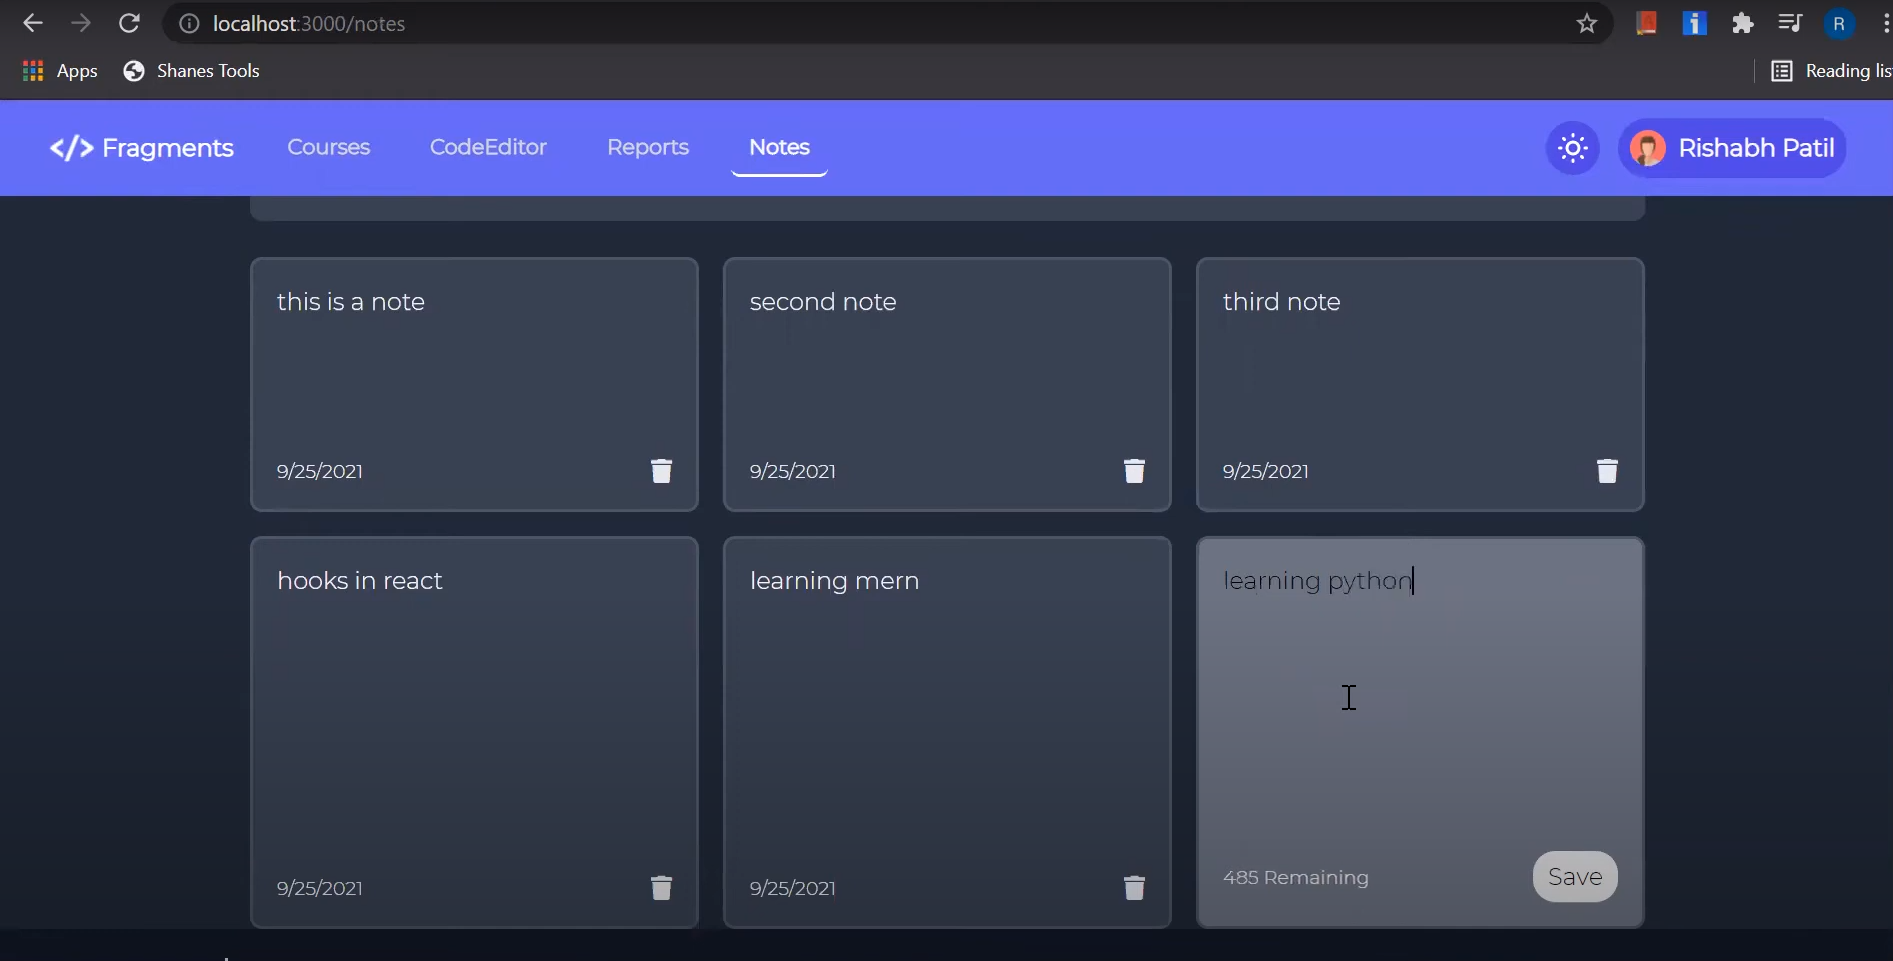 localhost:3000/notes
R
Apps
Shanes Tools
Reading lis
</> Fragments
Courses
CodeEditor
Reports
Notes
Rishabh Patil
this is a note
second note
third note
9/25/2021
9/25/2021
9/25/2021
hooks in react
learning mern
learning python
9/25/2021
9/25/2021
485 Remaining
Save